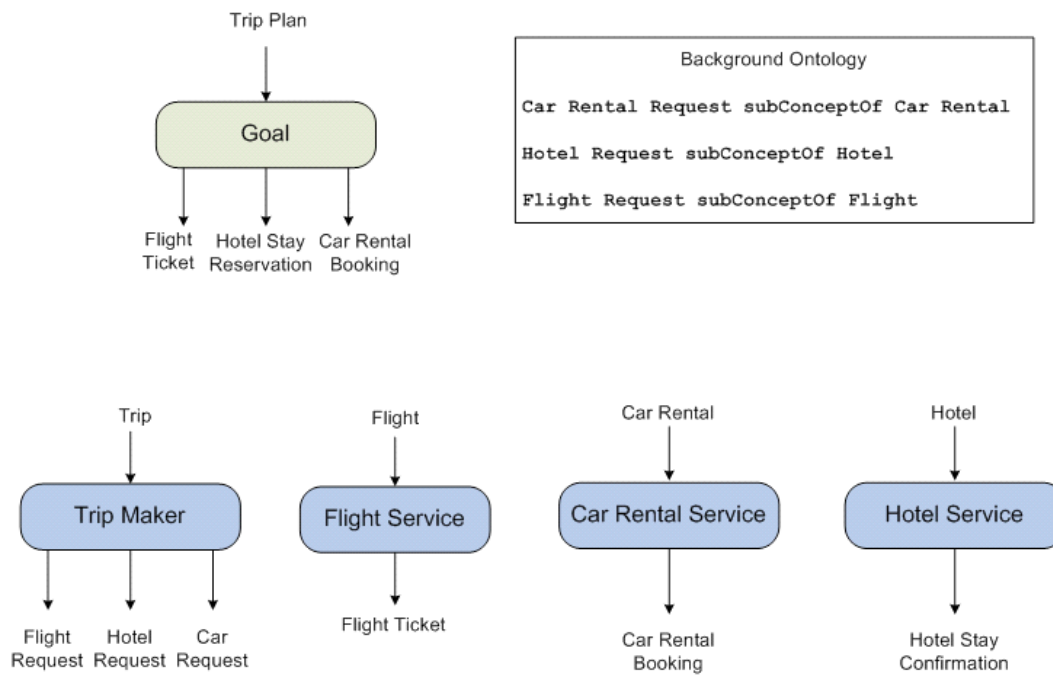 Trip Plan
Goal
Flight
Ticket
Hotel Stay
Reservation
Car Rental
Booking
Background Ontology
Car Rental Request subConceptOf Car Rental
Hotel Request subConceptOf Hotel
Flight Request subConceptOf Flight
Trip
Trip Maker
Flight
Request
Hotel
Request
Car
Request
Flight
Flight Service
Flight Ticket
Car Rental
Car Rental Service
Car Rental
Booking
Hotel
Hotel Service
Hotel Stay
Confirmation